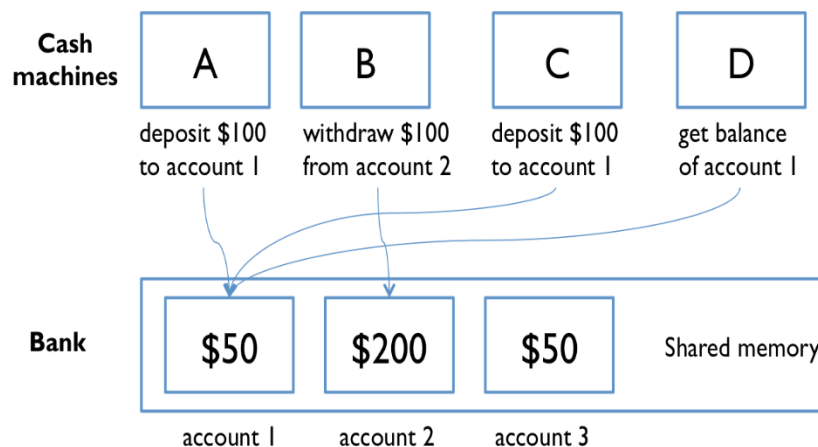 Cash
machines
A
B
C
D
deposit $100
to account 1
withdraw $100
from account 2
deposit $100
to account 1
get balance
of account 1
Bank
$50
$200
$50
Shared memory
account 1
account 2
account 3